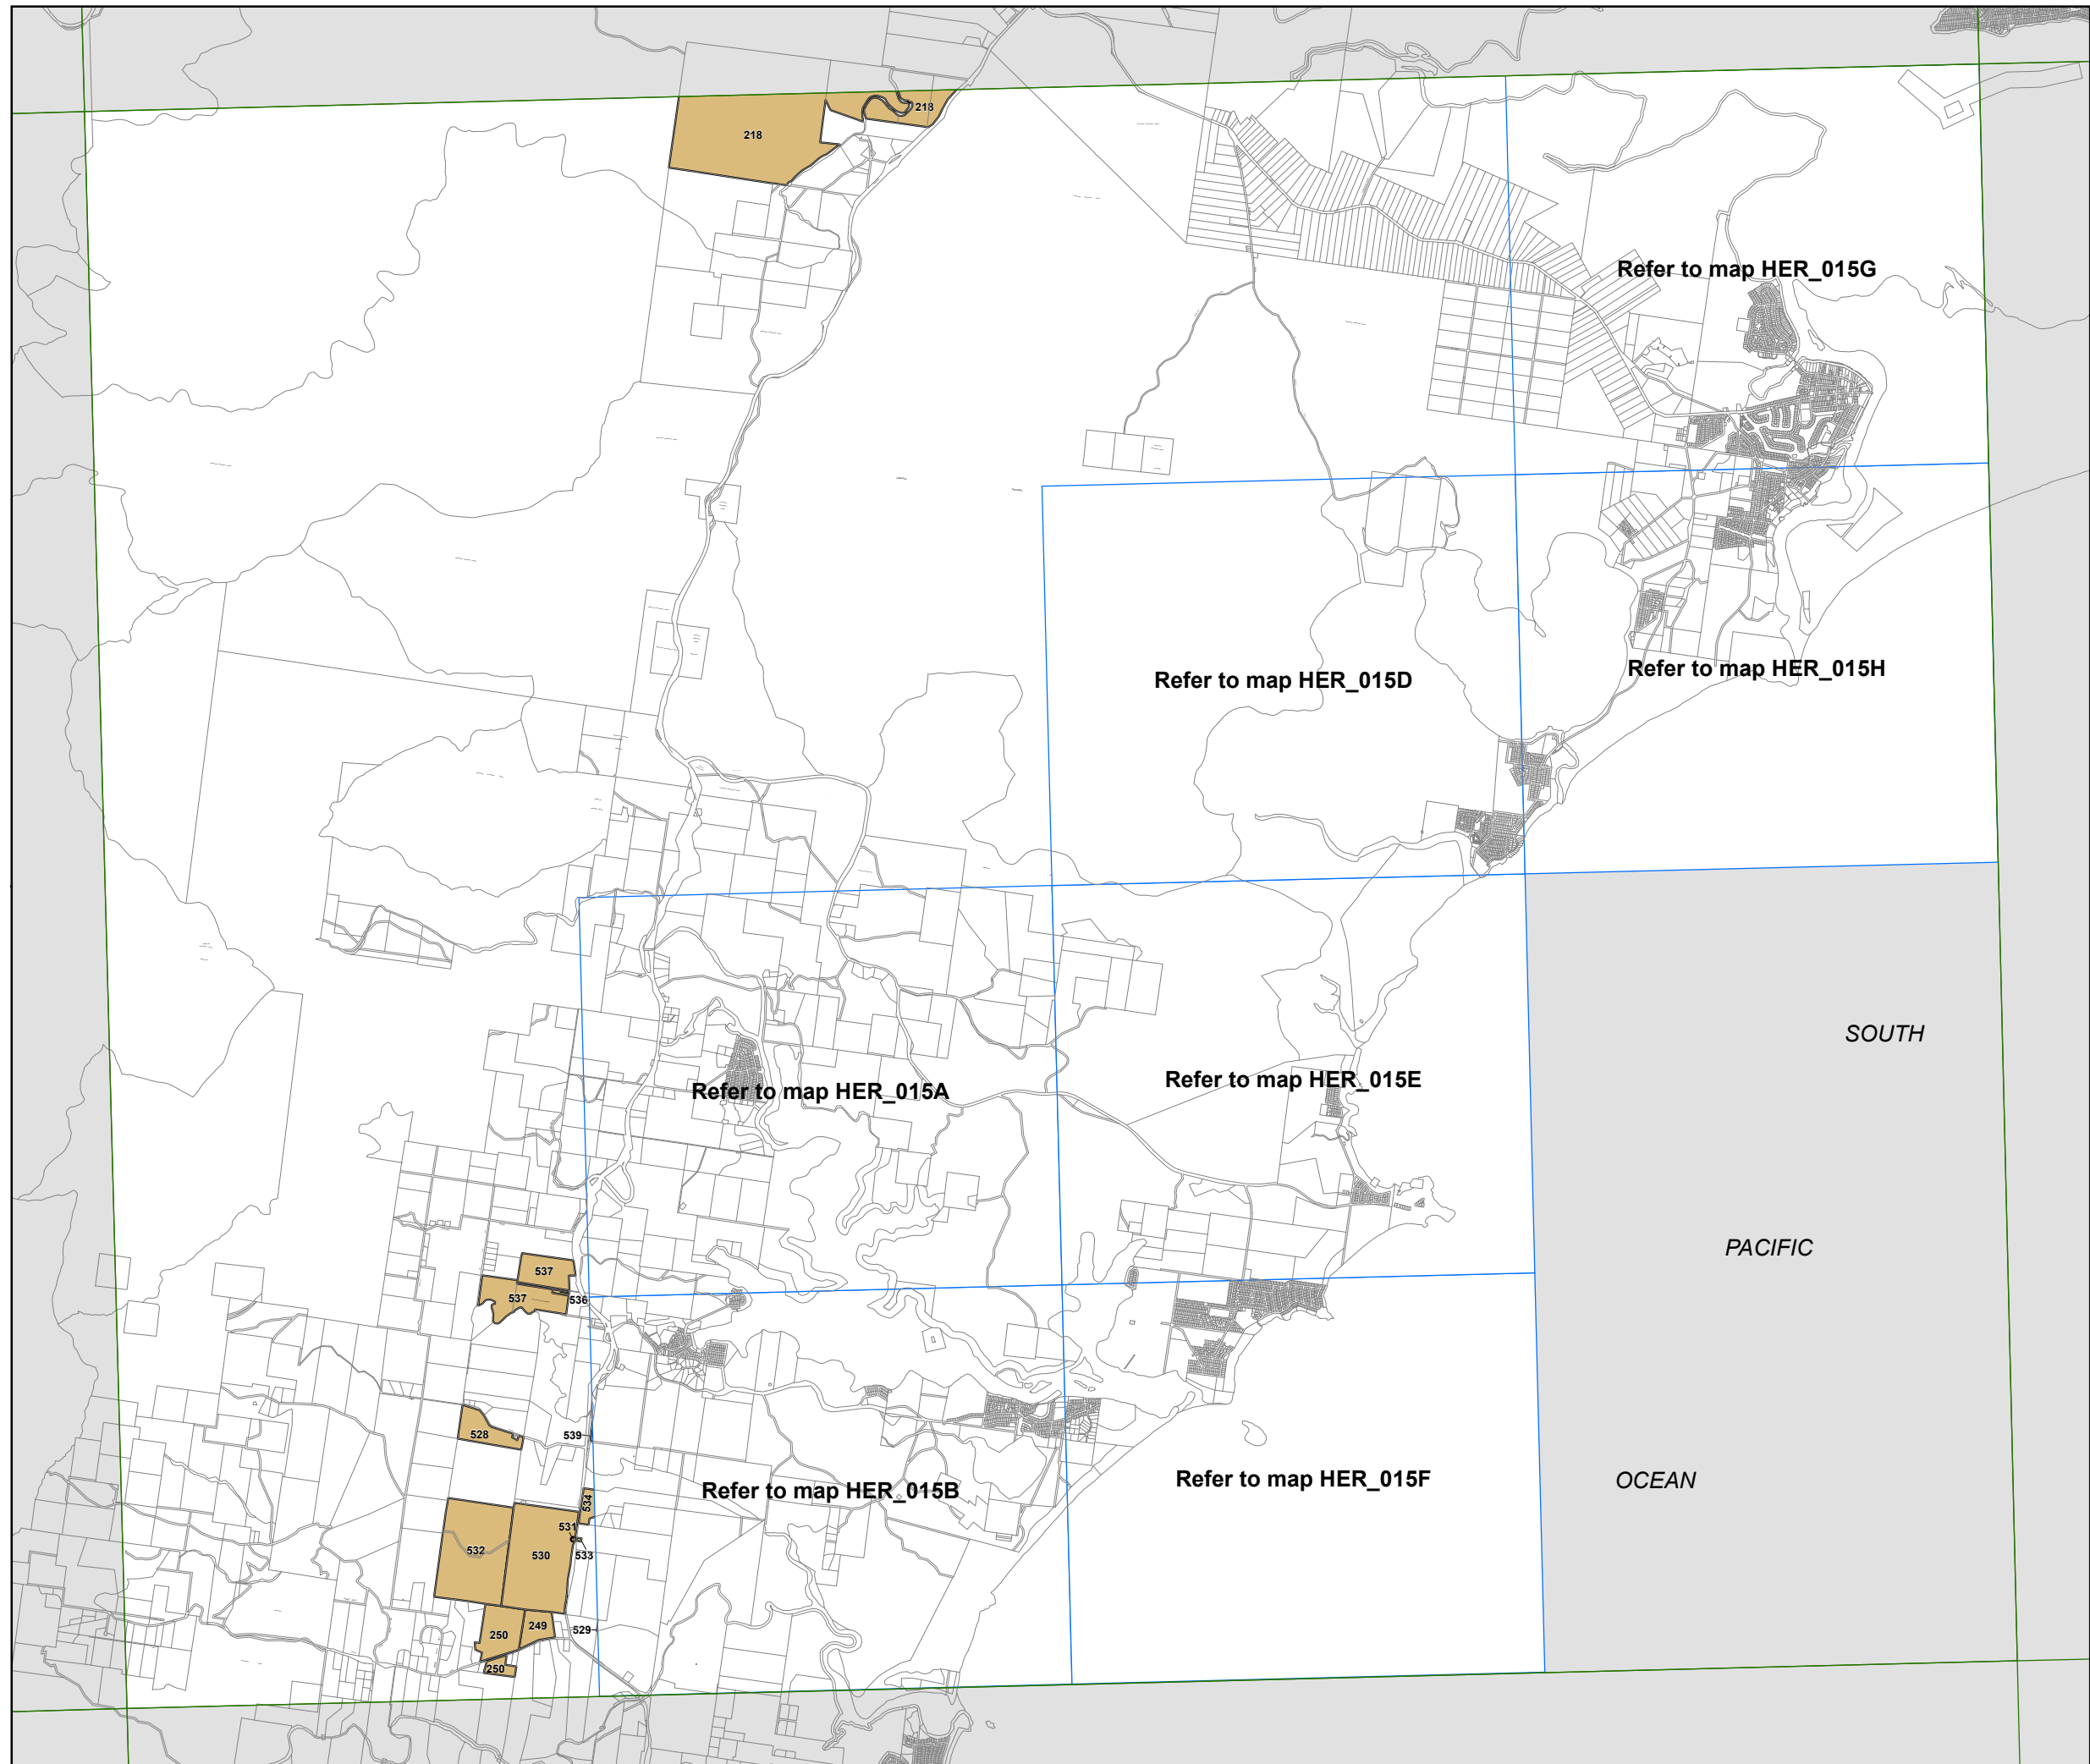 218
218
Refer to map HER_015G
Refer to map HER_015D
Refer to map HER_015H
SOUTH
Refer to map HER_015A
Refer to map HER_015E
PACIFIC
537
537
536
528
539
Refer to map HER_015B
Refer to map HER_015F
OCEAN
534
531
532
530
533
250
249
529
250